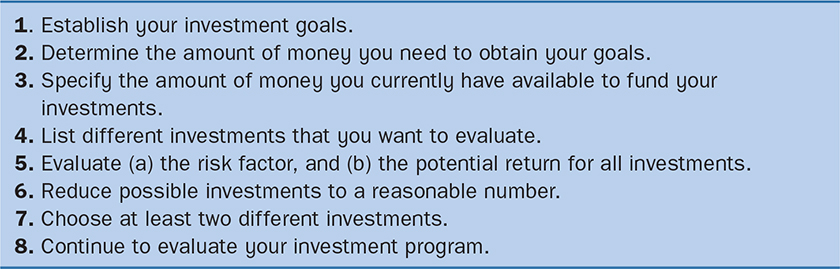 1. Establish your investment goals.
2. Determine the amount of money you need to obtain your goals.
3. Specify the amount of money you currently have available to fund your
investments.
4. List different investments that you want to evaluate.
5. Evaluate (a) the risk factor, and (b) the potential return for all investments.
6. Reduce possible investments to a reasonable number.
7. Choose at least two different investments.
8. Continue to evaluate your investment program.